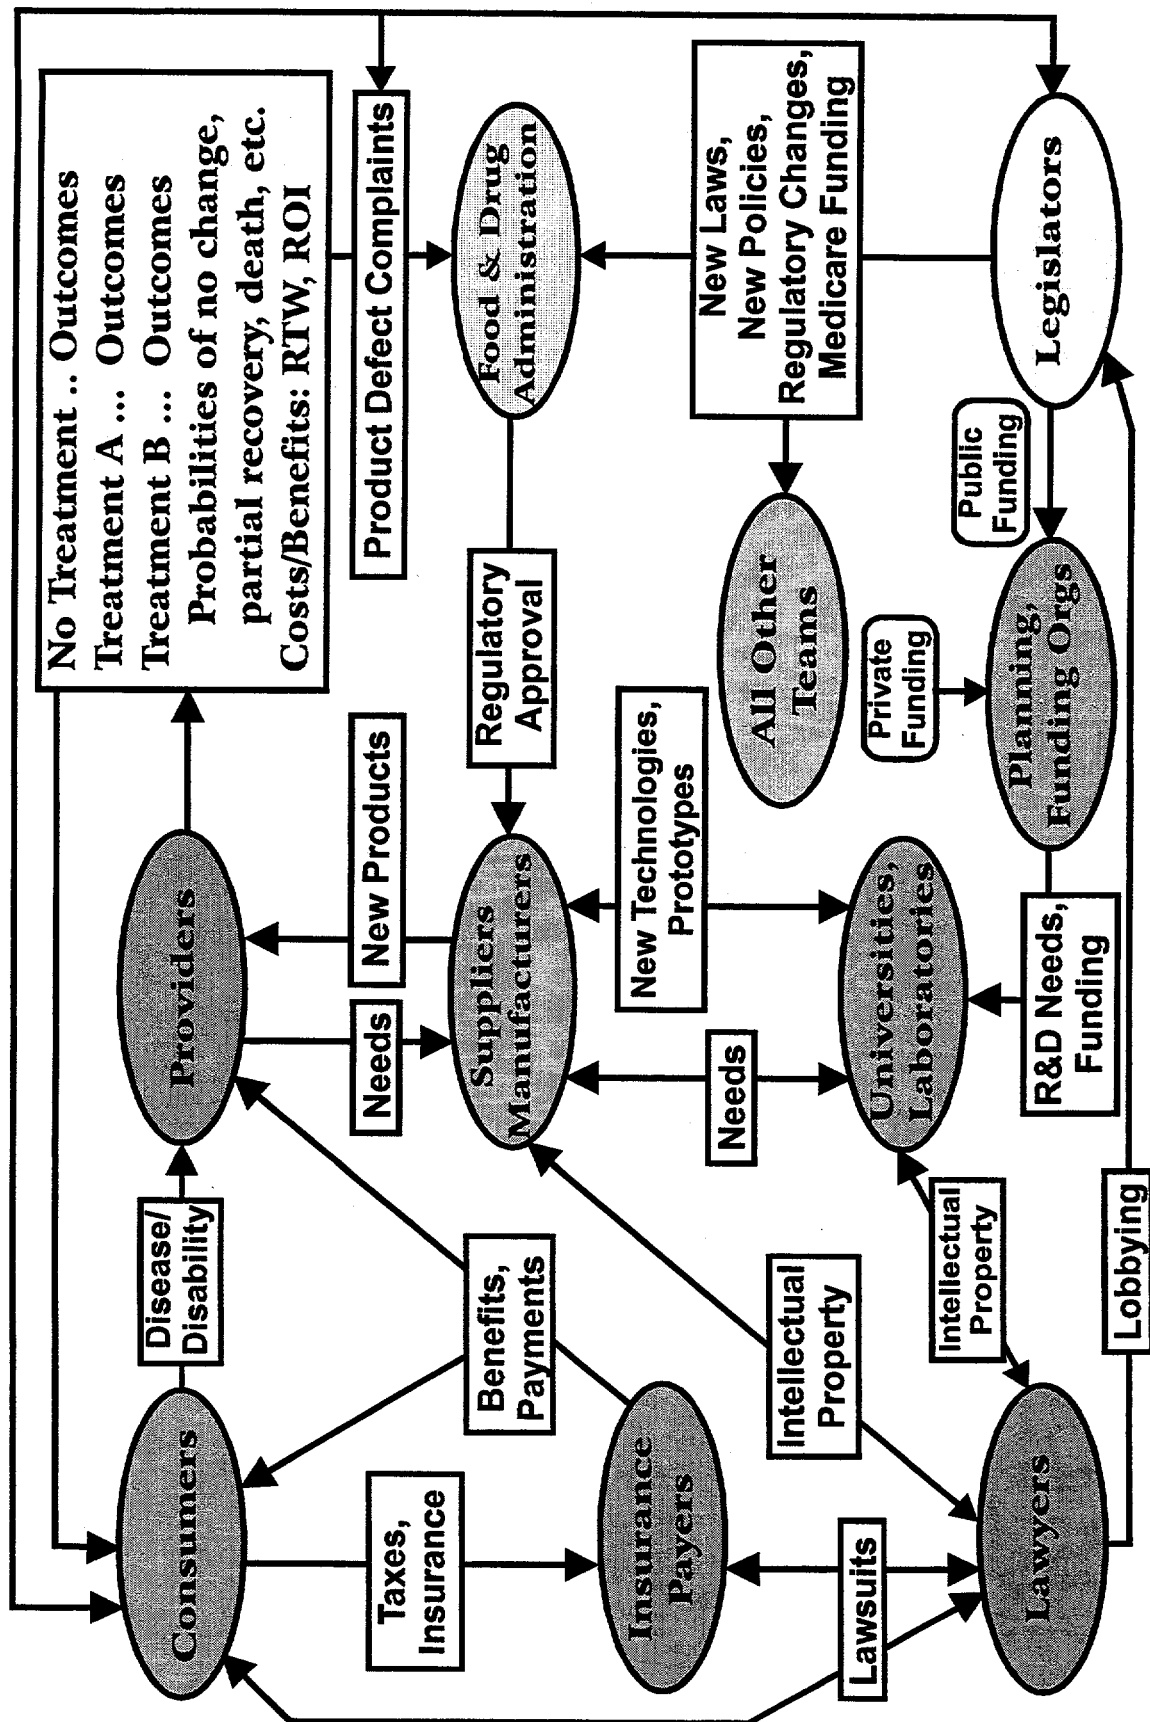 No Treatment .. Outcomes
Treatment A ... Outcomes
Treatment B ... Outcomes
Probabilities of no change,
partial recovery, death, etc.
Costs/Benefits: RTW, ROI
Consumers
Disease/
Disability
Providers
Product Defect Complaints
Taxes,
Insurance
Benefits,
Payments
Needs
New Products
Insurance
Payers
Suppliers
Manufacturers
Regulatory
Approval
Food & Drug
Administration
Intellectual
Property
Needs
New Technologies,
Prototypes
All Other
Teams
New Laws,
New Policies,
Regulatory Changes,
Medicare Funding
Lawsuits
Intellectual
Property
Universities,
Laboratories
Private
Funding
Public
Funding
Lawyers
R&D Needs,
Funding
Planning,
Funding Orgs
Legislators
Lobbying